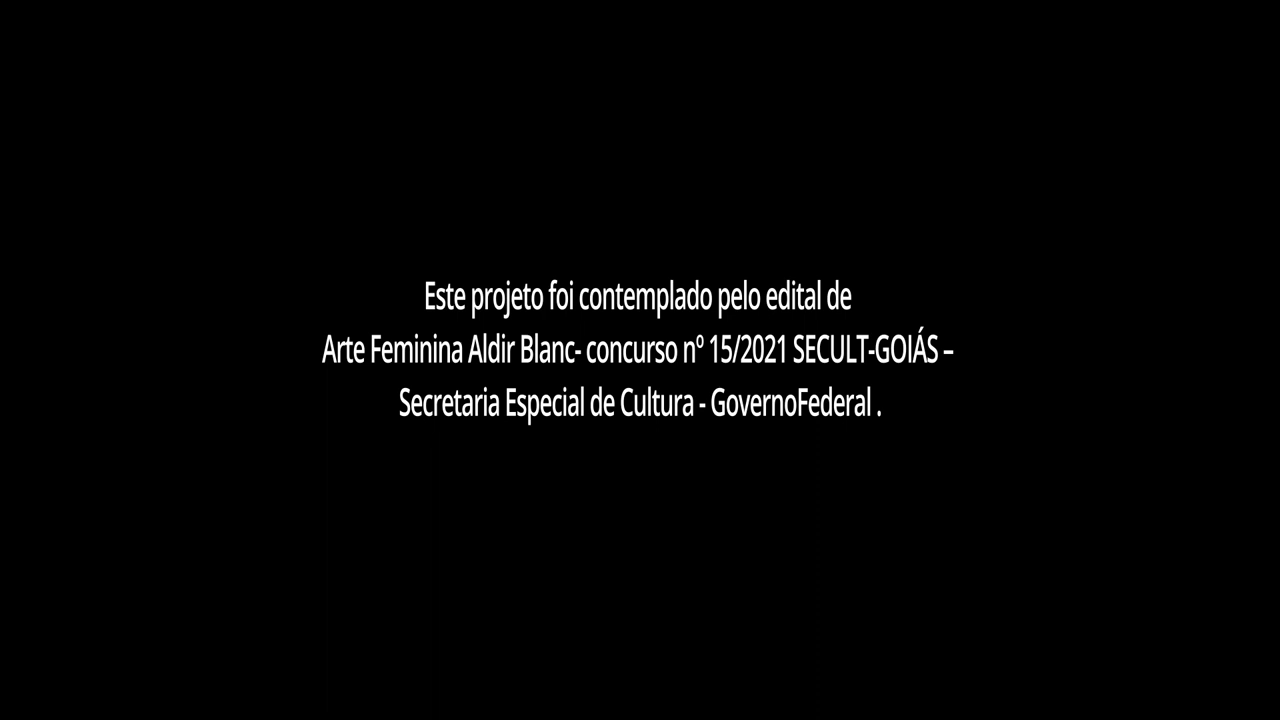 Este projeto foi contemplado pelo edital de
Arte Feminina Aldir Blanc- concurso nº 15/2021 SECULT-GOIÁS –
Secretaria Especial de Cultura - GovernoFederal .